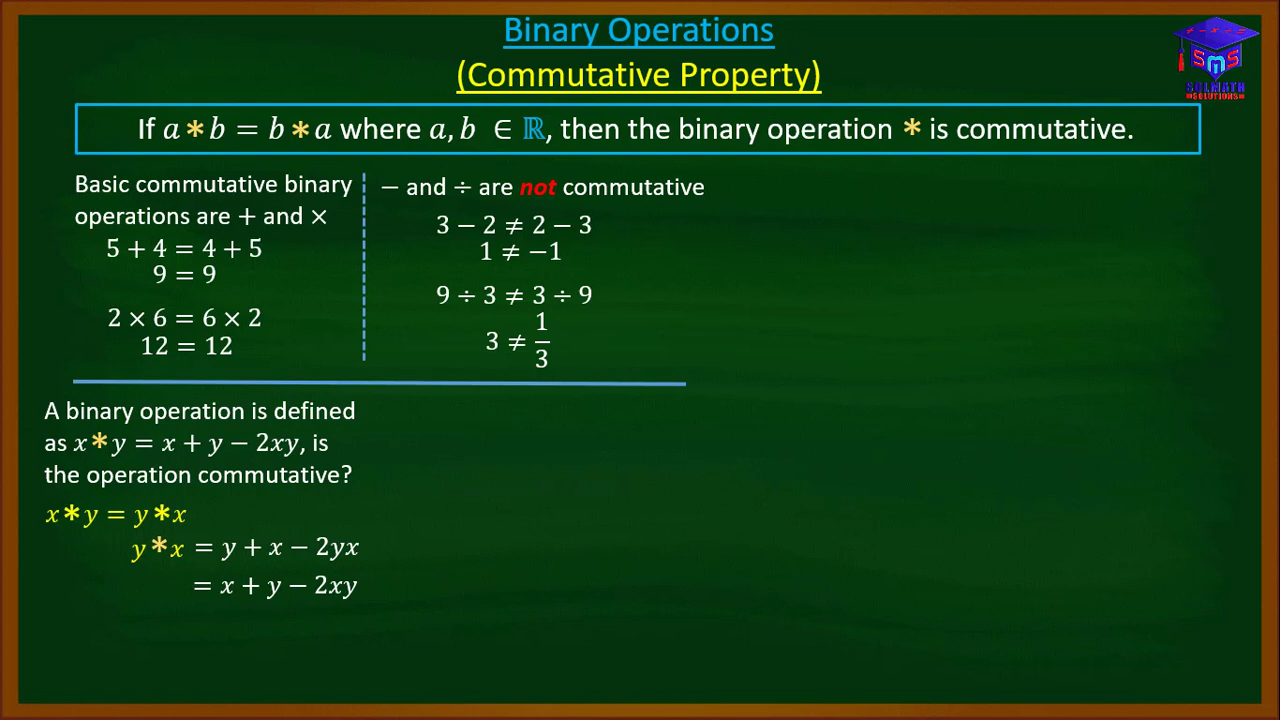 Binary Operations
(Commutative Property)
SMS
SQLMATH
SOLUTIONS
If a * b = b * a where a, b ∈ ℝ, then the binary operation * is commutative.
Basic commutative binary
operations are + and ×
5 + 4 = 4 + 5
9 = 9
2 × 6 = 6 × 2
12 = 12
− and ÷ are not commutative
3 − 2 ≠ 2 − 3
1 ≠ −1
9 ÷ 3 ≠ 3 ÷ 9
3 ≠ 1/3
A binary operation is defined
as x * y = x + y − 2xy, is
the operation commutative?
x * y = y * x
y * x = y + x − 2yx
= x + y − 2xy